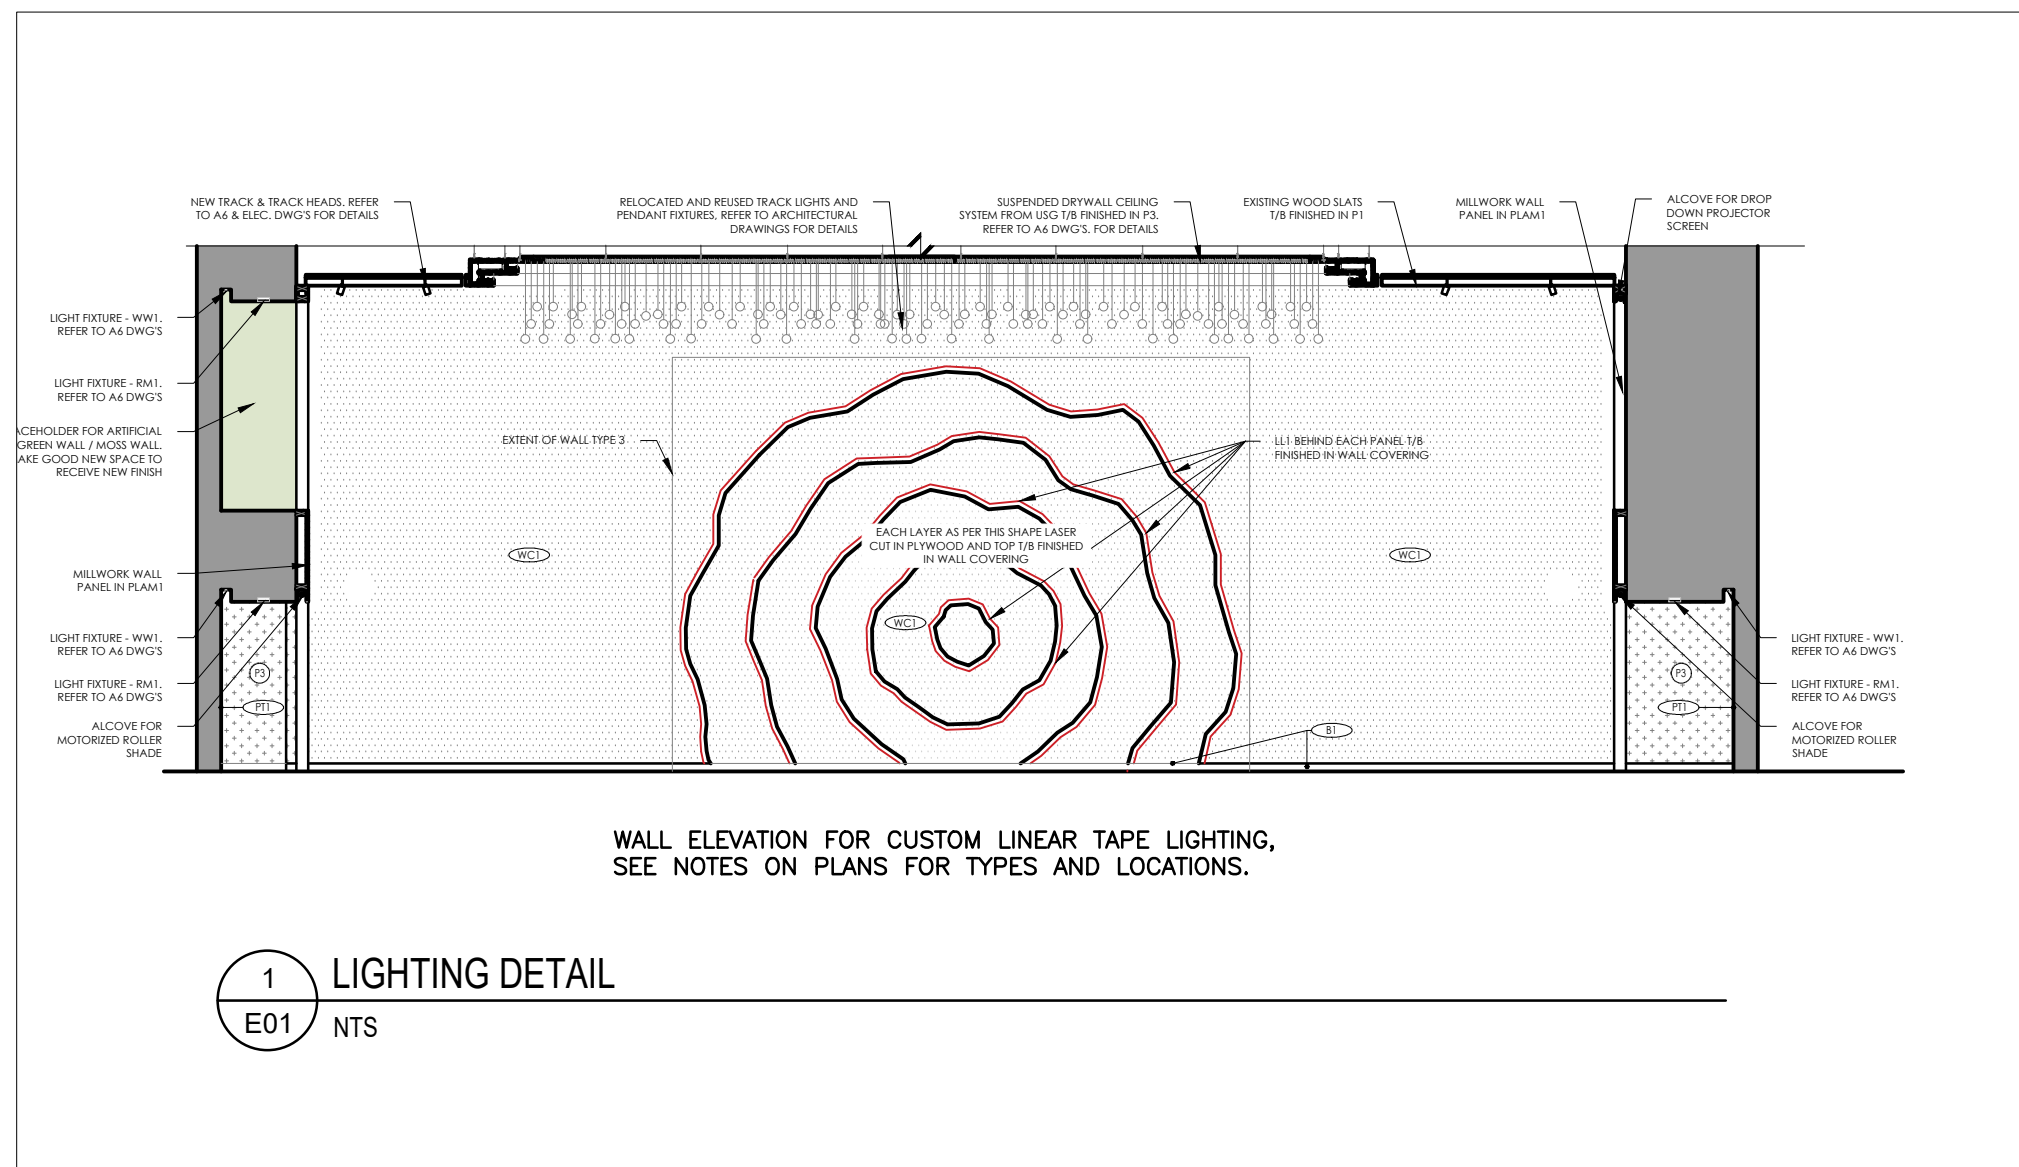 NEW TRACK & TRACK HEADS. REFER
TO A6 & ELEC. DWG'S FOR DETAILS
RELOCATED AND REUSED TRACK LIGHTS AND
PENDANT FIXTURES, REFER TO ARCHITECTURAL
DRAWINGS FOR DETAILS
SUSPENDED DRYWALL CEILING
SYSTEM FROM USG T/B FINISHED IN P3.
REFER TO A6 DWG'S. FOR DETAILS
EXISTING WOOD SLATS
T/B FINISHED IN P1
MILLWORK WALL
PANEL IN PLAM1
ALCOVE FOR DROP
DOWN PROJECTOR
SCREEN
LIGHT FIXTURE - WW1.
REFER TO A6 DWG'S
LIGHT FIXTURE - RM1.
REFER TO A6 DWG'S
ACEHOLDER FOR ARTIFICIAL
GREEN WALL / MOSS WALL.
AKE GOOD NEW SPACE TO
RECEIVE NEW FINISH
EXTENT OF WALL TYPE 3
LL1 BEHIND EACH PANEL T/B
FINISHED IN WALL COVERING
EACH LAYER AS PER THIS SHAPE LASER
CUT IN PLYWOOD AND TOP T/B FINISHED
IN WALL COVERING
WC1
WC1
WC1
MILLWORK WALL
PANEL IN PLAM1
LIGHT FIXTURE - WW1.
REFER TO A6 DWG'S
LIGHT FIXTURE - RM1.
REFER TO A6 DWG'S
ALCOVE FOR
MOTORIZED ROLLER
SHADE
P3
PT1
B1
P3
PT1
LIGHT FIXTURE - WW1.
REFER TO A6 DWG'S
LIGHT FIXTURE - RM1.
REFER TO A6 DWG'S
ALCOVE FOR
MOTORIZED ROLLER
SHADE
WALL ELEVATION FOR CUSTOM LINEAR TAPE LIGHTING,
SEE NOTES ON PLANS FOR TYPES AND LOCATIONS.
1
E01
LIGHTING DETAIL
NTS